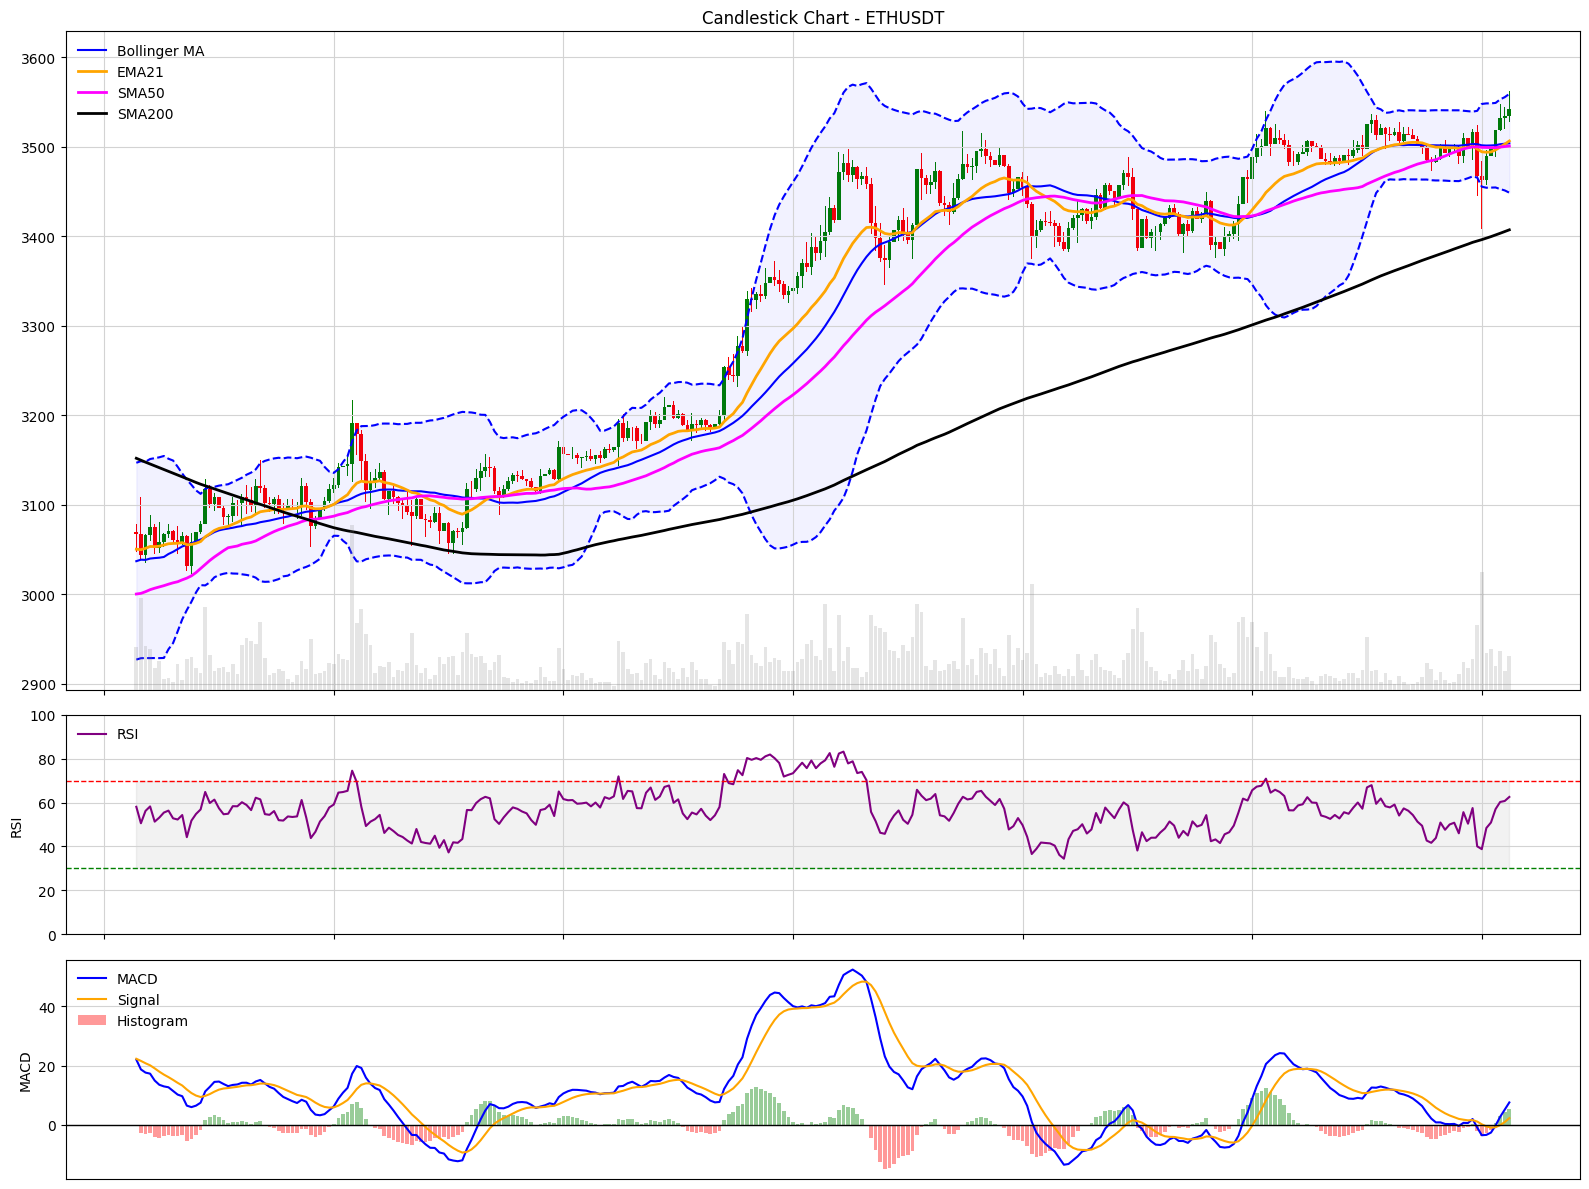 Candlestick Chart - ETHUSDT
Bollinger MA
EMA21
SMA50
SMA200
3600
3500
3400
3300
3200
3100
3000
2900
RSI
100
80
60
40
20
0
RSI
MACD
Signal
Histogram
40
20
0
MACD